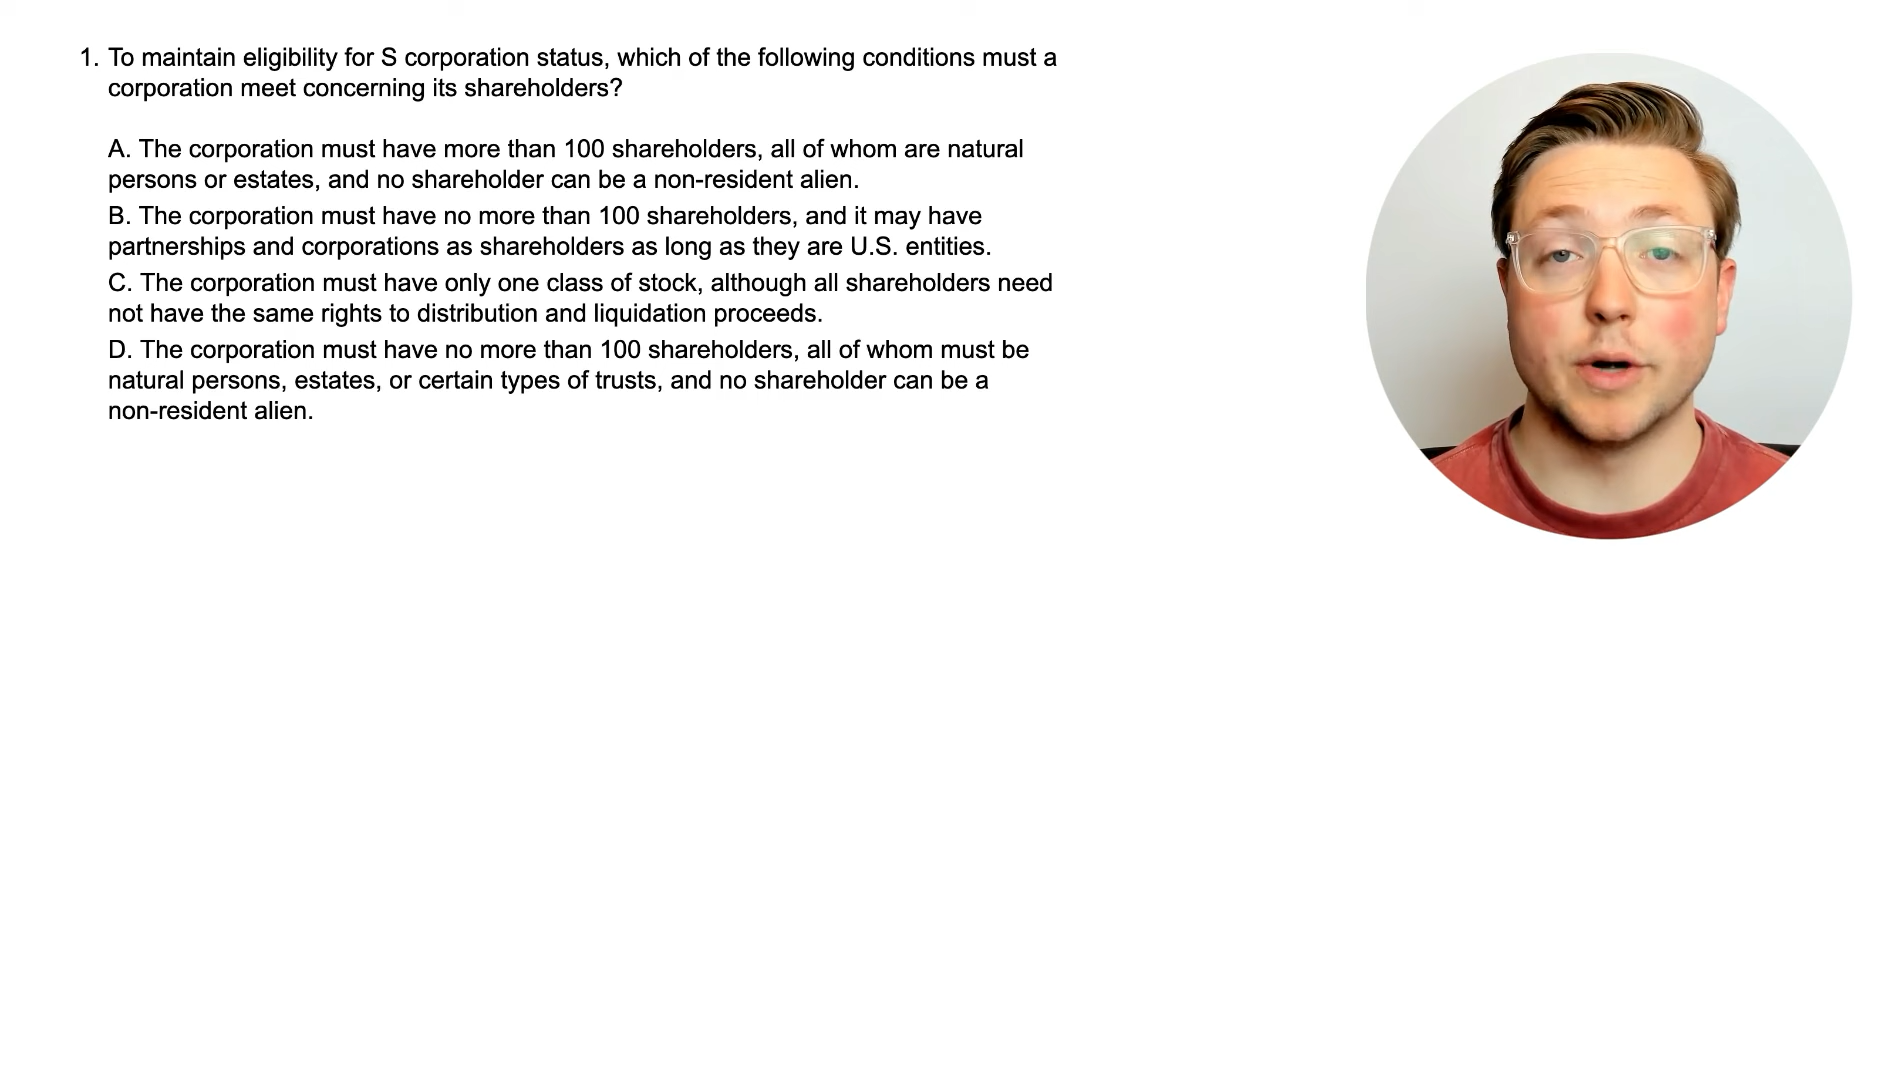 1. To maintain eligibility for S corporation status, which of the following conditions must a
corporation meet concerning its shareholders?
A. The corporation must have more than 100 shareholders, all of whom are natural
persons or estates, and no shareholder can be a non-resident alien.
B. The corporation must have no more than 100 shareholders, and it may have
partnerships and corporations as shareholders as long as they are U.S. entities.
C. The corporation must have only one class of stock, although all shareholders need
not have the same rights to distribution and liquidation proceeds.
D. The corporation must have no more than 100 shareholders, all of whom must be
natural persons, estates, or certain types of trusts, and no shareholder can be a
non-resident alien.